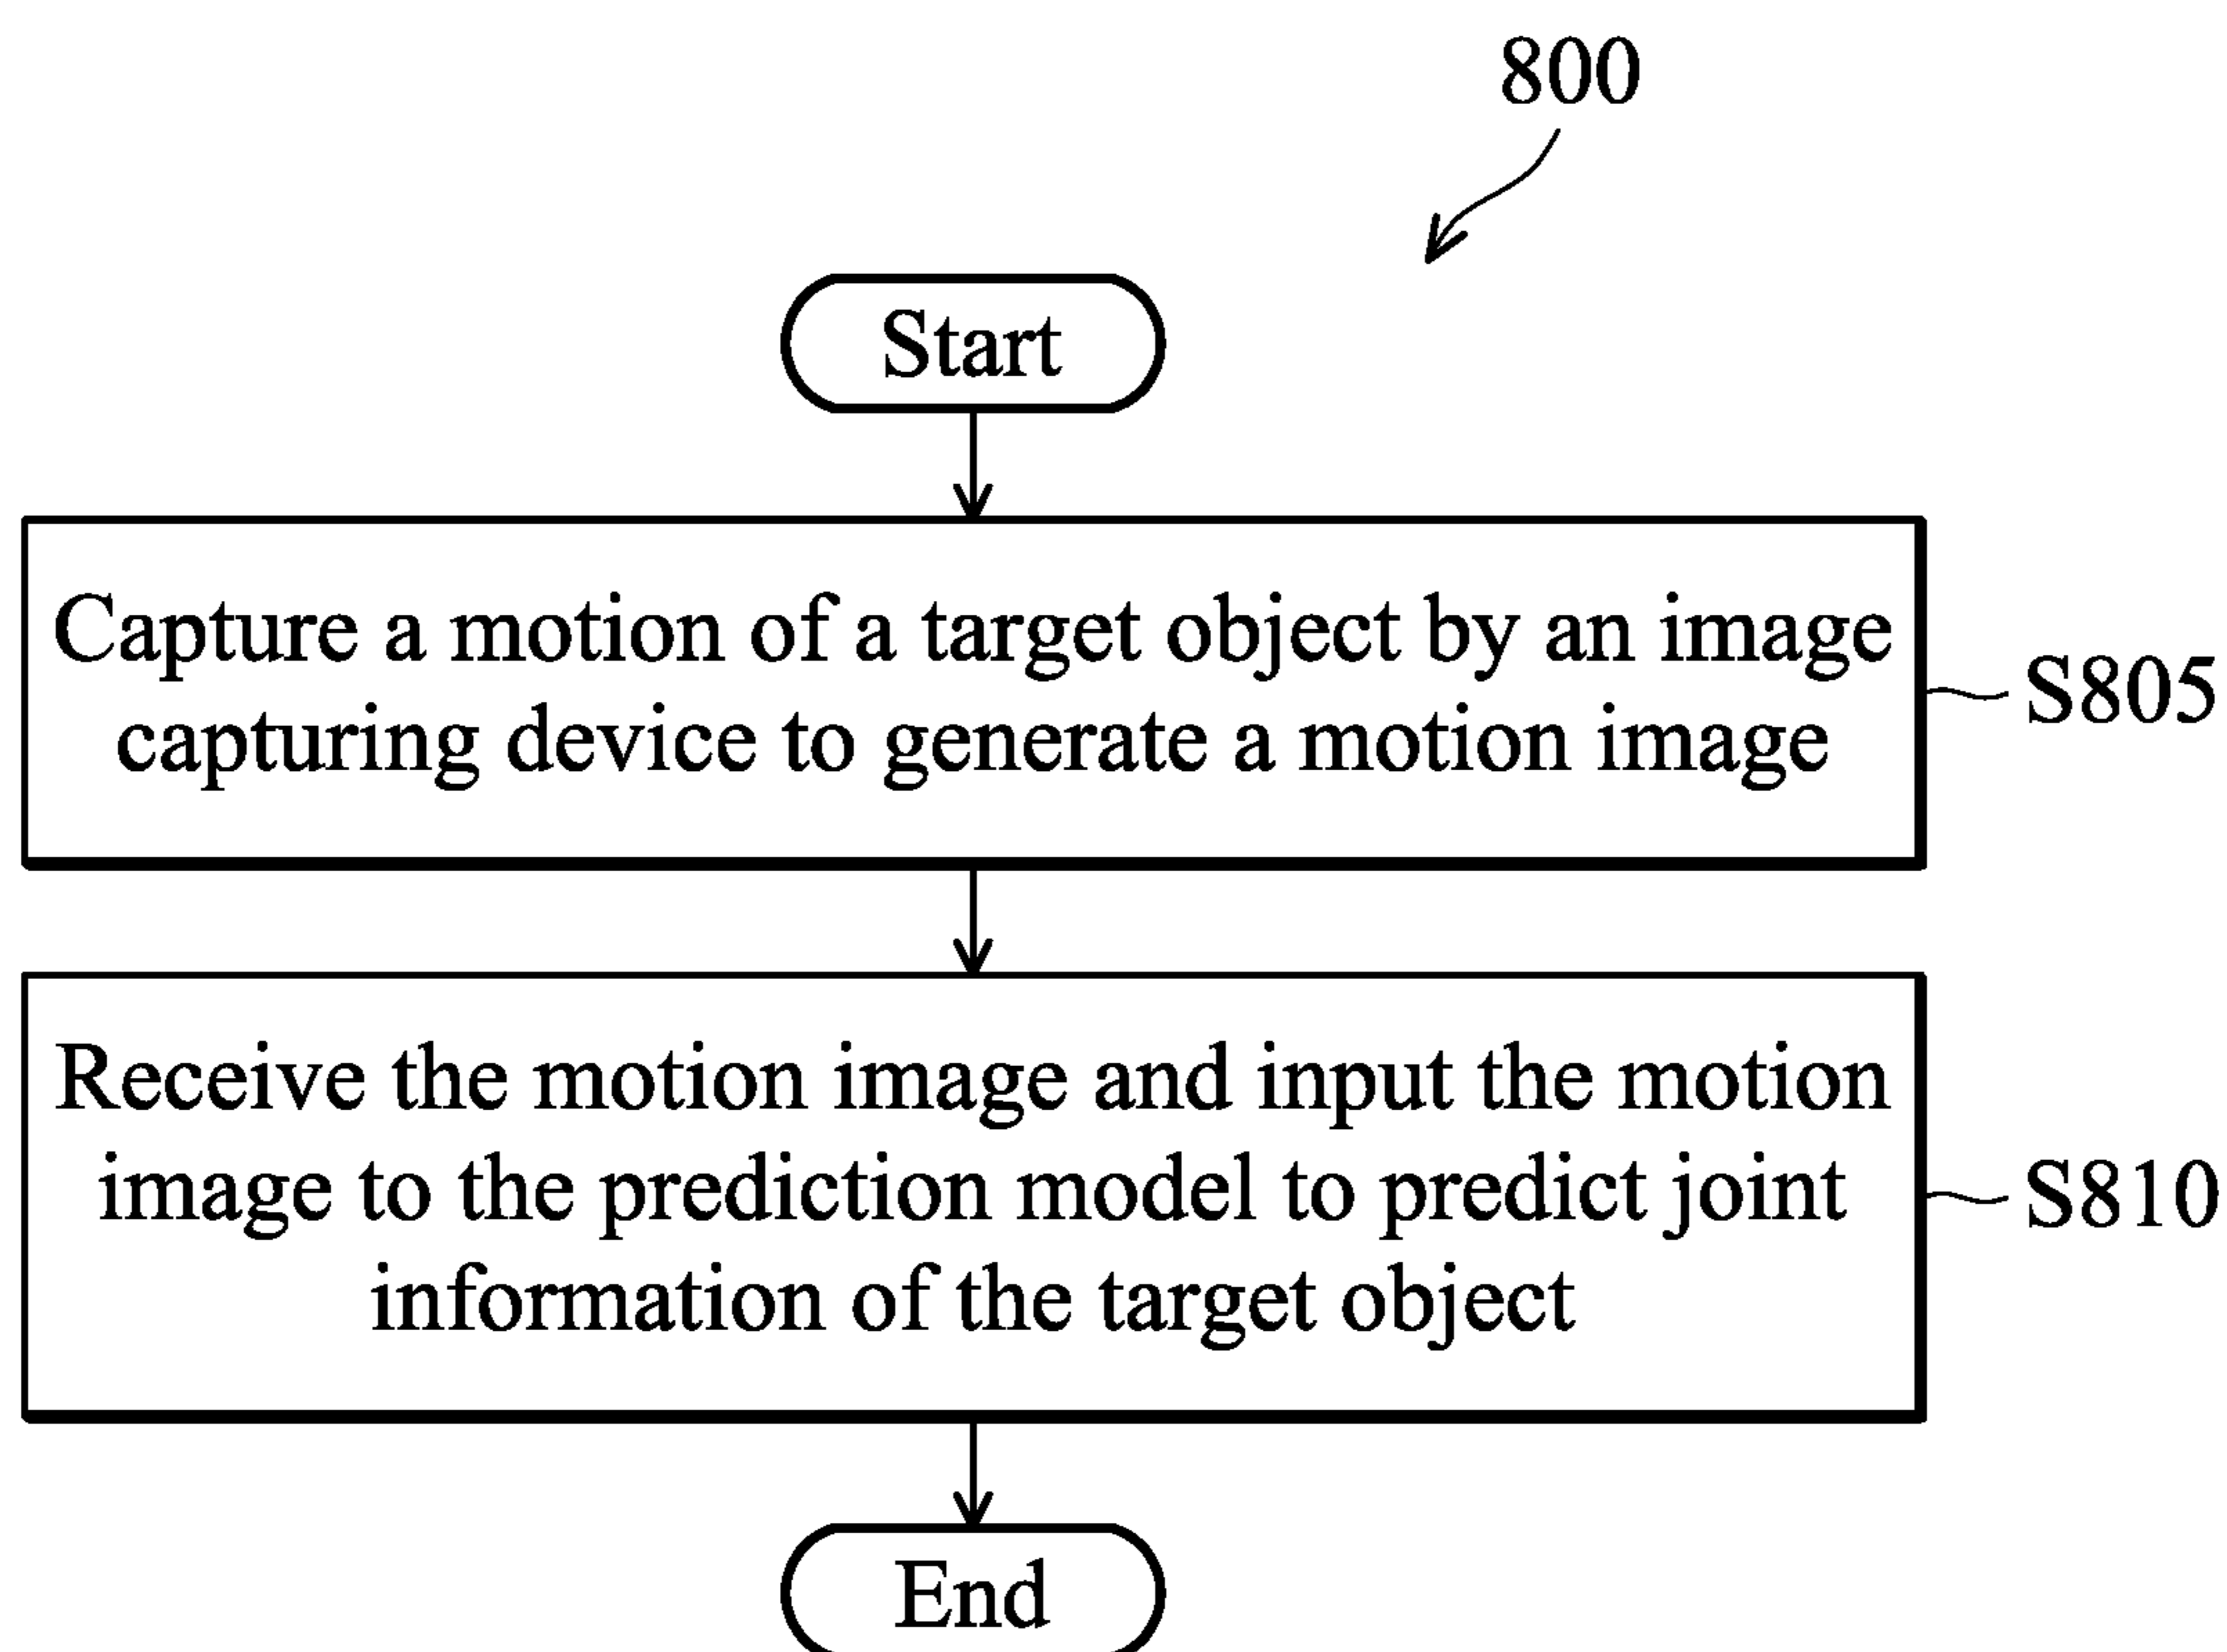 800
Start
Capture a motion of a target object by an image
capturing device to generate a motion image
S805
Receive the motion image and input the motion
image to the prediction model to predict joint
information of the target object
S810
End